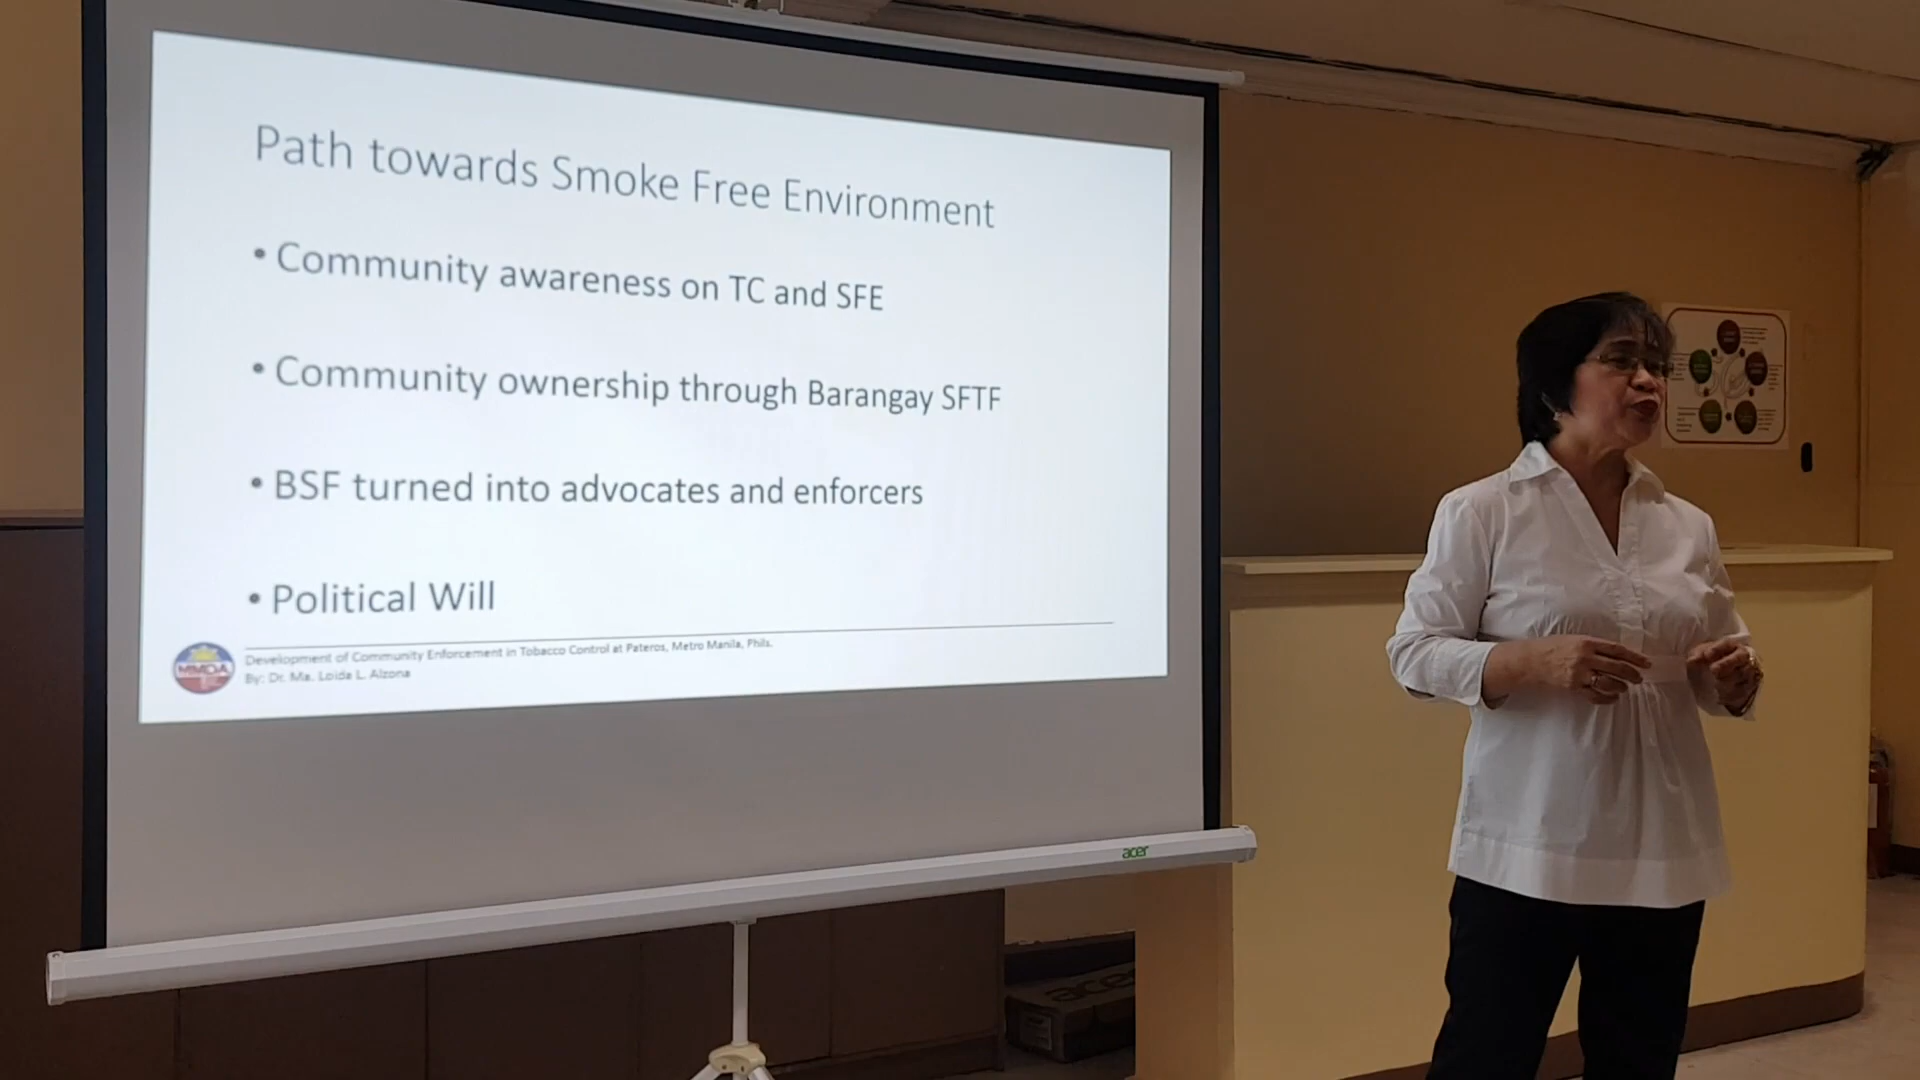 Path towards Smoke Free Environment
• Community awareness on TC and SFE
• Community ownership through Barangay SFTF
• BSF turned into advocates and enforcers
• Political Will
MMDA
Development of Community Enforcement in Tobacco Control at Pateros, Metro Manila, Phils.
By: Dr. Ma. Loida L. Alzona
acer
acer